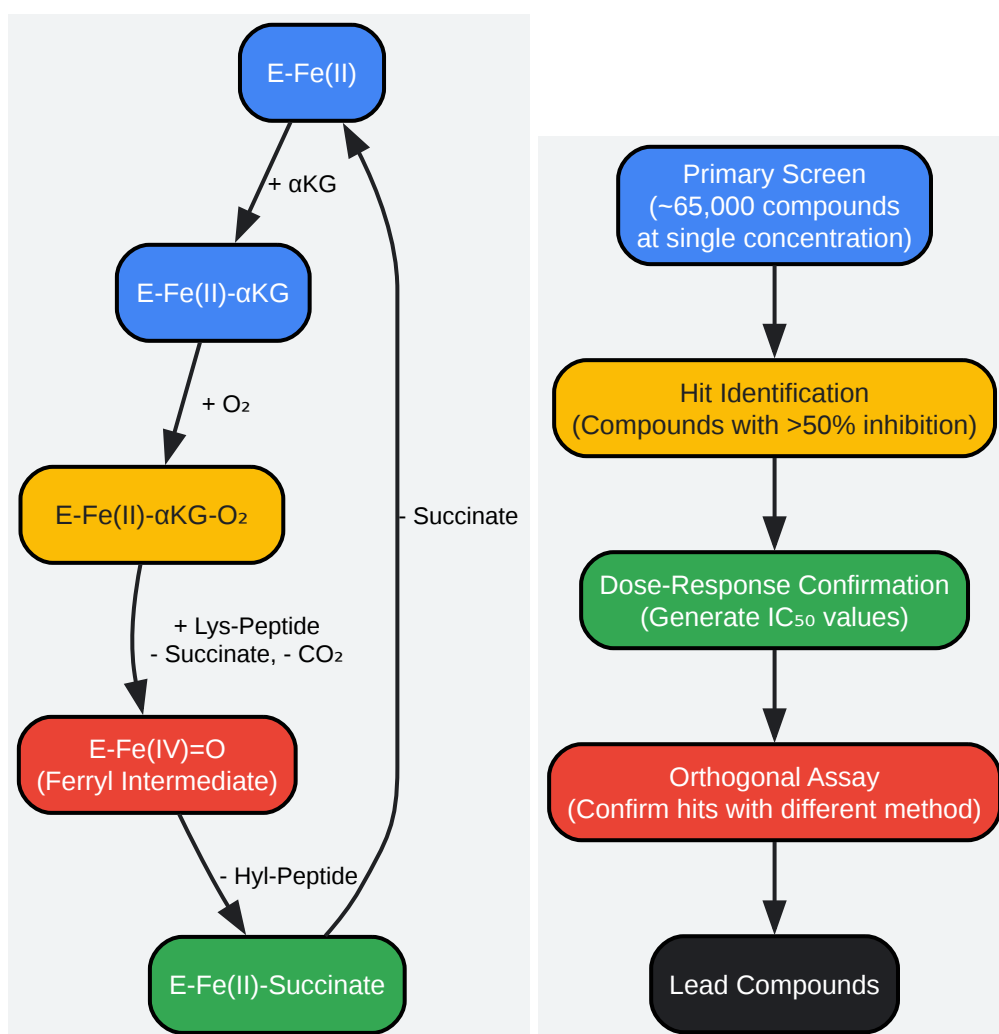 E-Fe(II)
+ αKG
E-Fe(II)-αKG
+ O₂
E-Fe(II)-αKG-O₂
- Succinate
+ Lys-Peptide
- Succinate, - CO₂
E-Fe(IV)=O
(Ferryl Intermediate)
- Hyl-Peptide
E-Fe(II)-Succinate
Primary Screen
(~65,000 compounds
at single concentration)
Hit Identification
(Compounds with >50% inhibition)
Dose-Response Confirmation
(Generate IC₅₀ values)
Orthogonal Assay
(Confirm hits with different method)
Lead Compounds